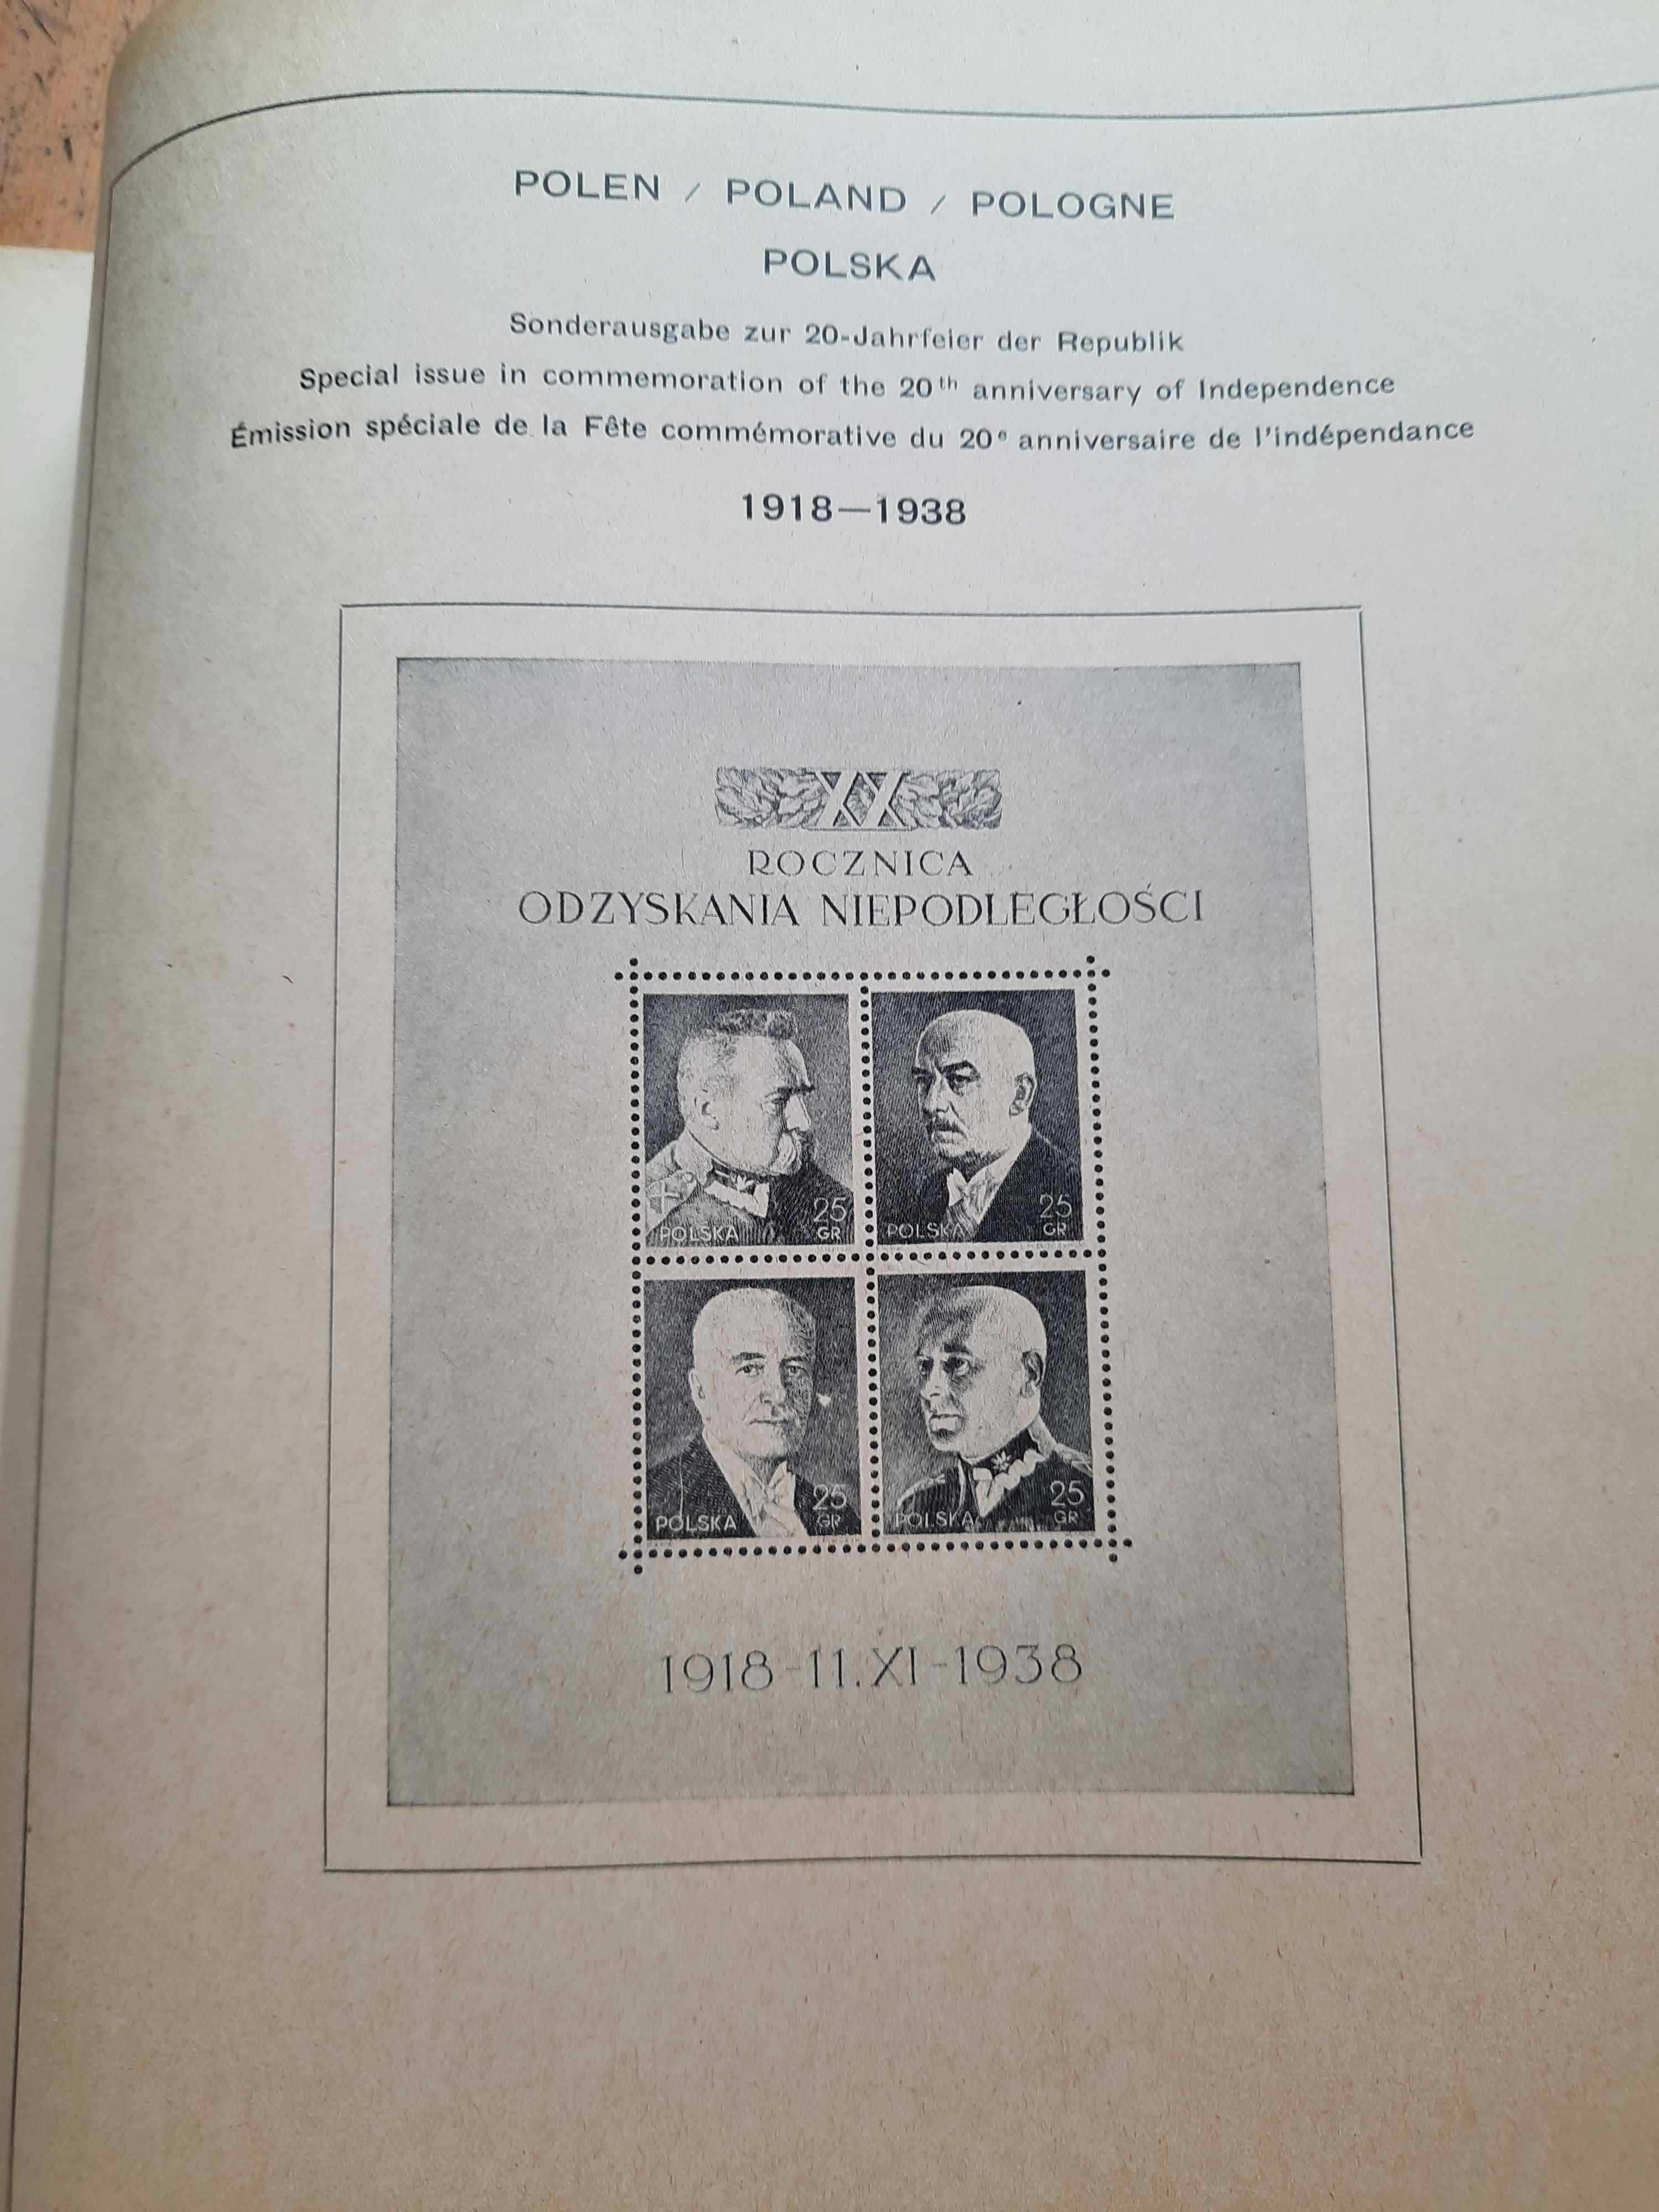 POLEN / POLAND / POLOGNE
POLSKA
Sonderausgabe zur 20-Jahrfeier der Republik
Special issue in commemoration of the 20th anniversary of Independence
Émission spéciale de la Fête commémorative du 20e anniversaire de l'indépendance
1918—1938
XX
ROCZNICA
ODZYSKANIA NIEPODLEGŁOŚCI
POLSKA 25 GR
POLSKA 25 GR
POLSKA 25 GR
POLSKA 25 GR
1918-11.XI-1938